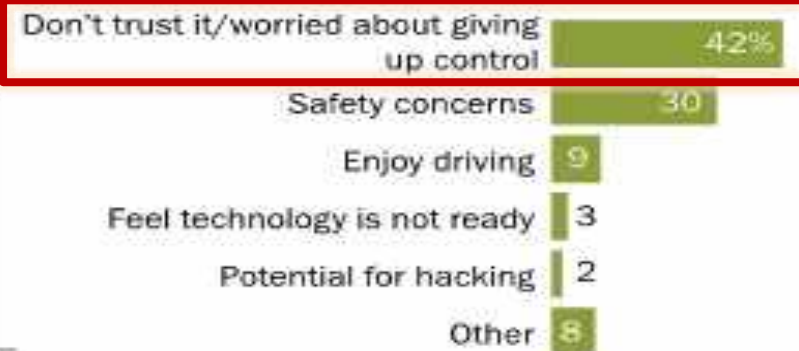 Don't trust it/worried about giving
up control 42%
Safety concerns 30
Enjoy driving 9
Feel technology is not ready 3
Potential for hacking 2
Other 8